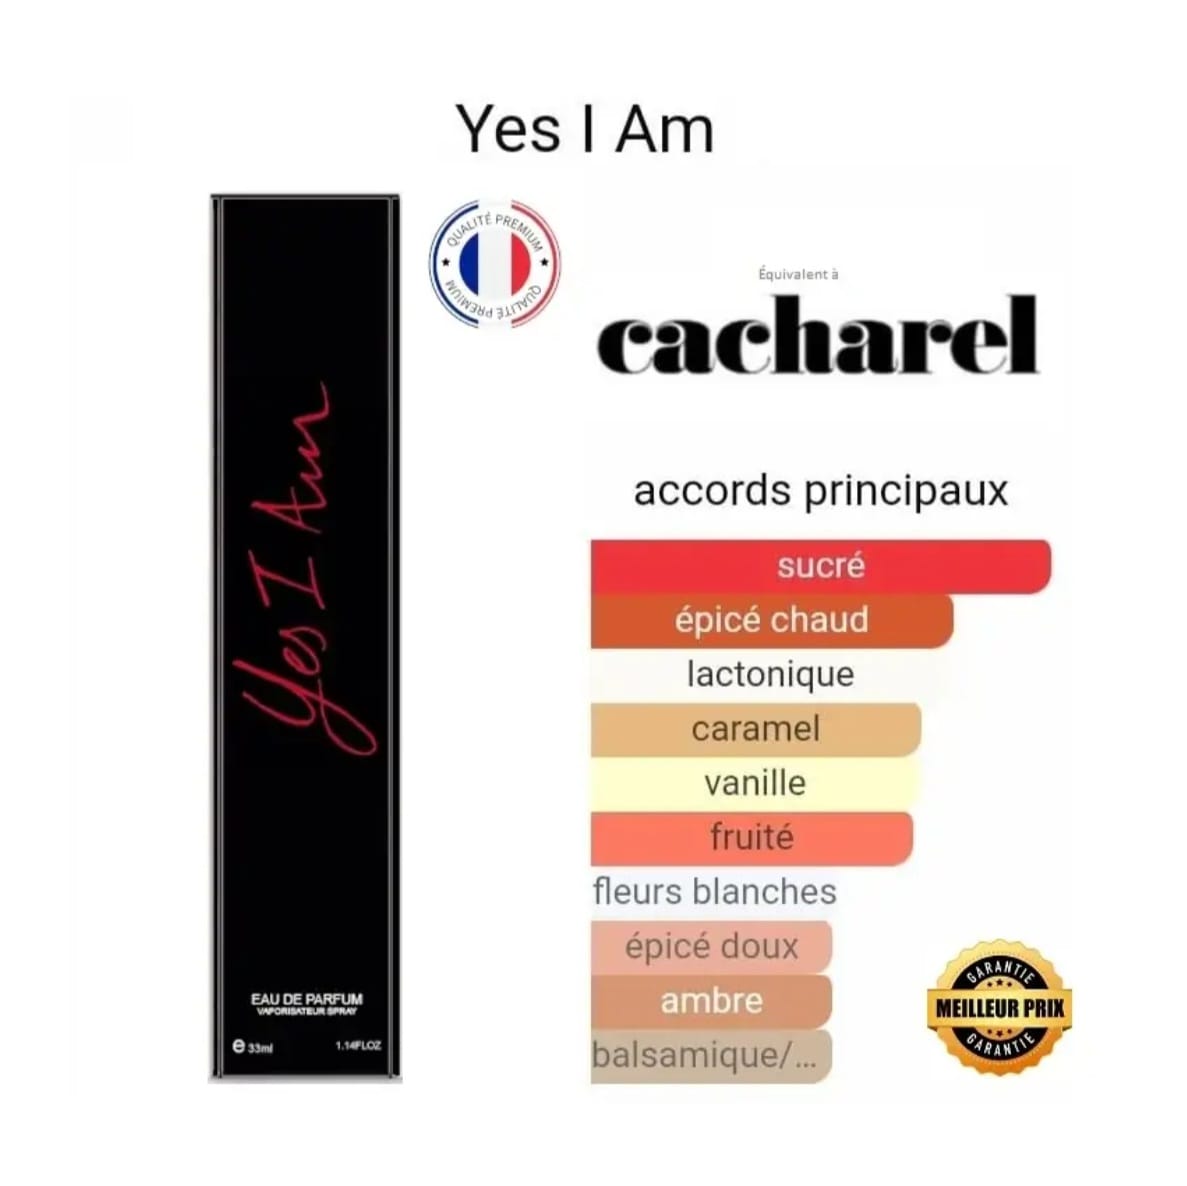 Yes I Am
QUALITÉ PREMIUM
QUALITÉ PREMIUM
Équivalent à
cacharel
accords principaux
sucré
épicé chaud
lactonique
caramel
vanille
fruité
fleurs blanches
épicé doux
ambre
balsamique/...
Yes I Am
EAU DE PARFUM
VAPORISATEUR SPRAY
e 33ml
1.14FLOZ
GARANTIE
MEILLEUR PRIX
GARANTIE